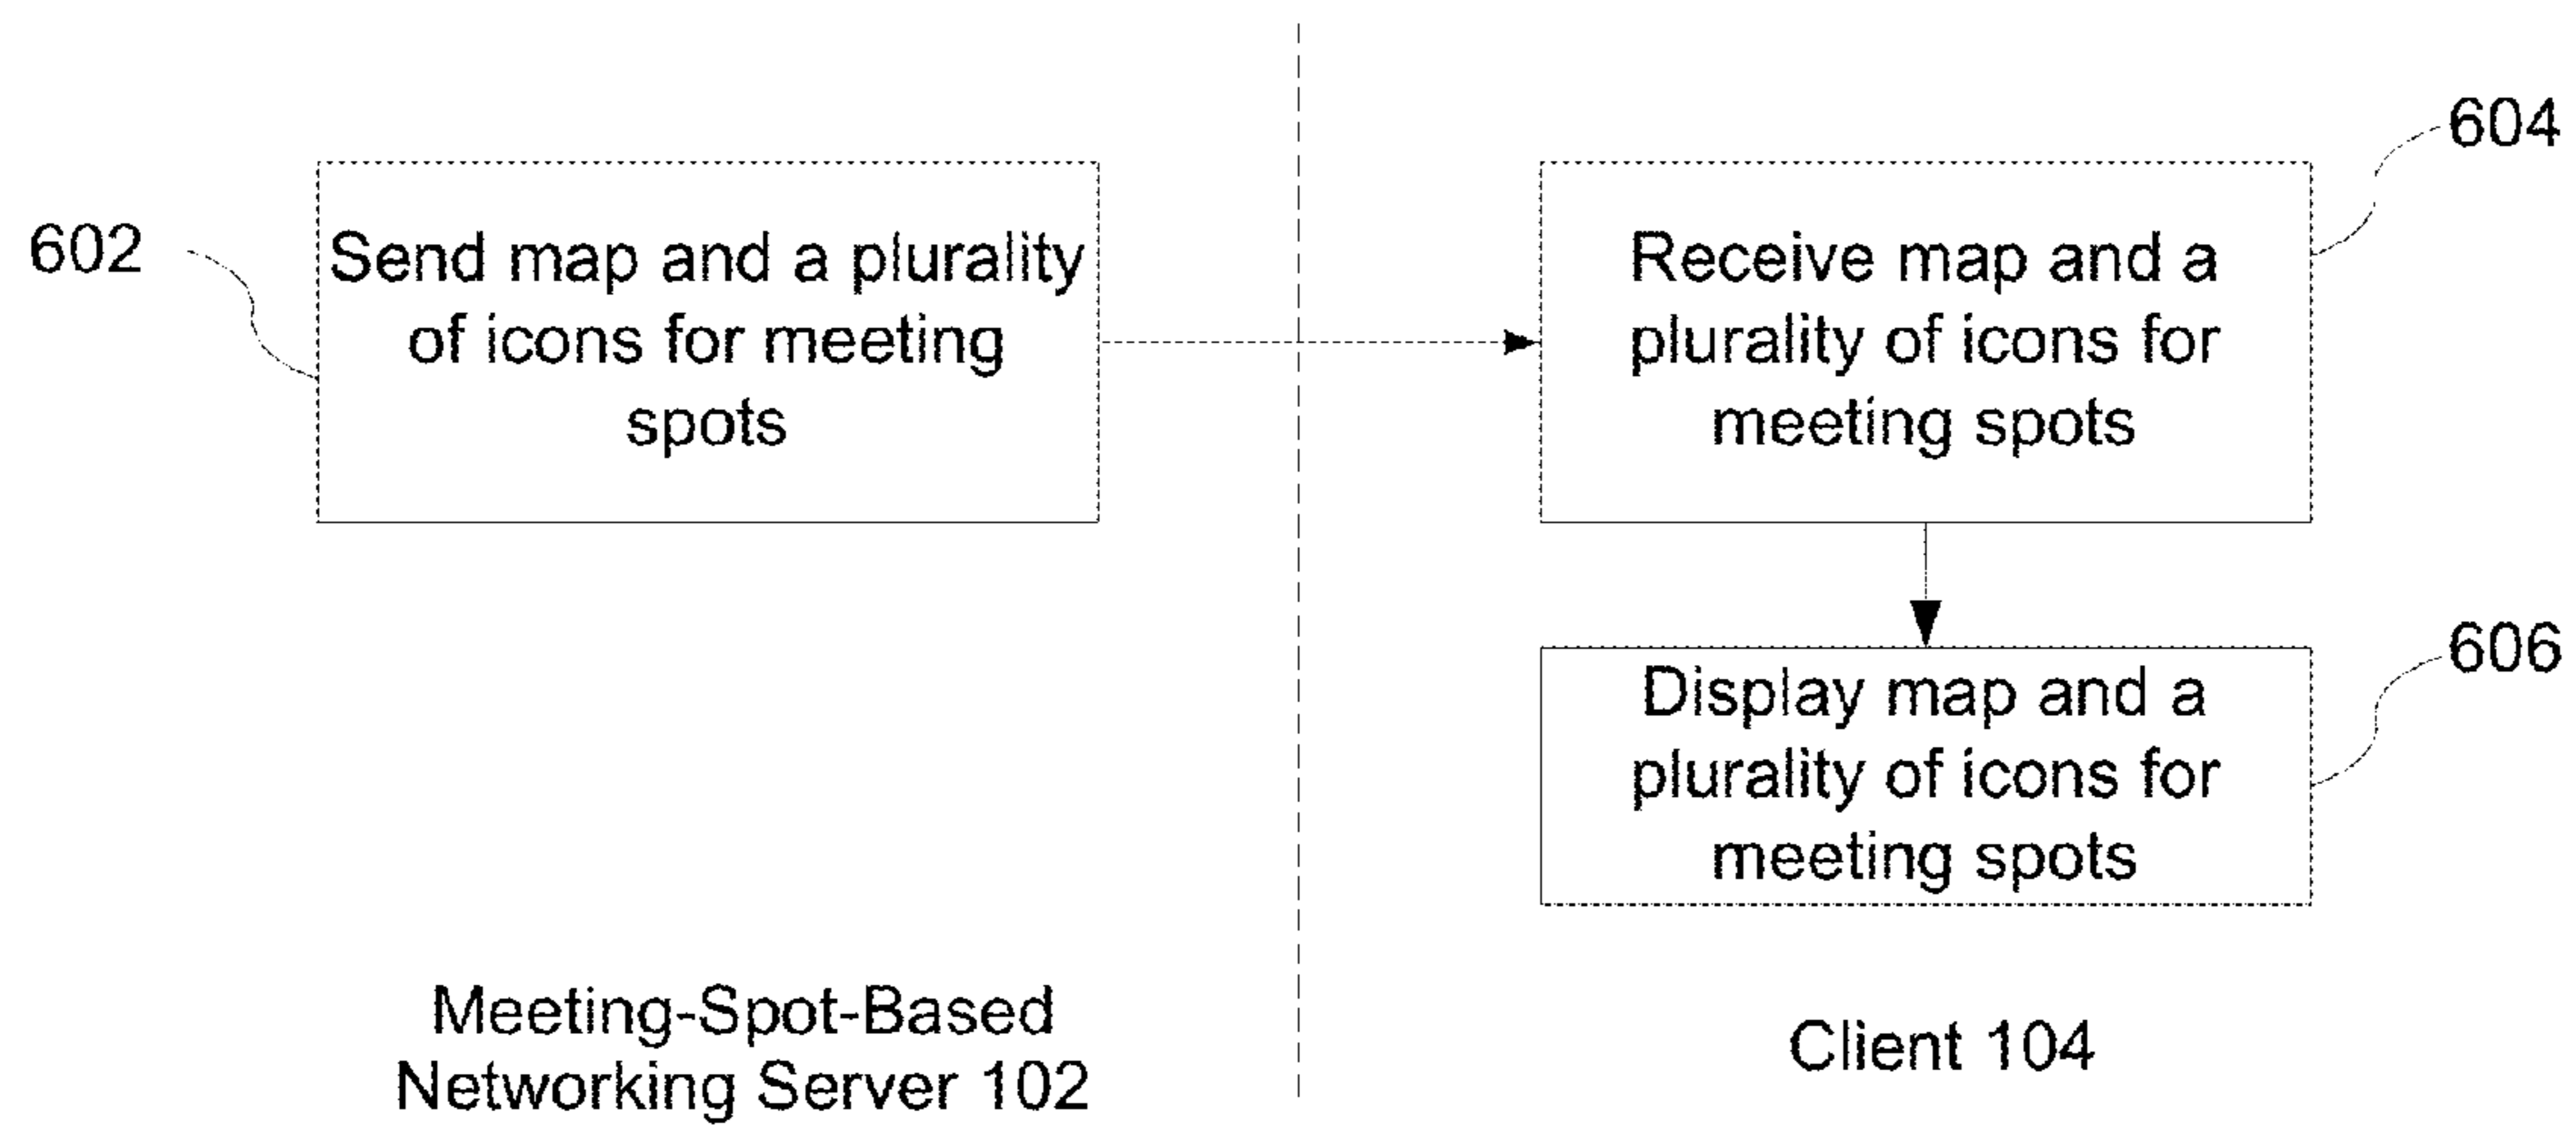 602
Send map and a plurality
of icons for meeting
spots
604
Receive map and a
plurality of icons for
meeting spots
606
Display map and a
plurality of icons for
meeting spots
Meeting-Spot-Based
Networking Server 102
Client 104